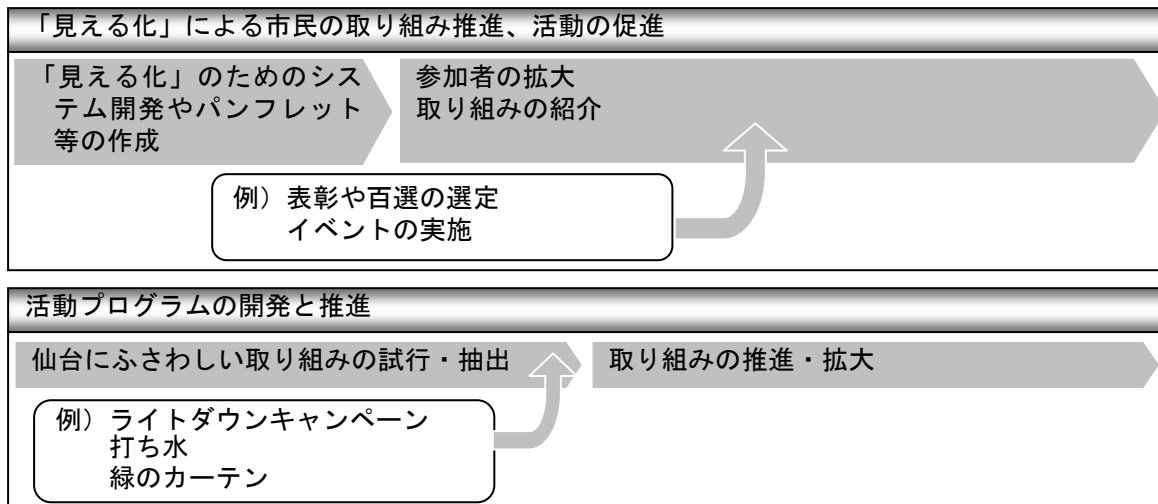 「見える化」による市民の取り組み推進、活動の促進
「見える化」のためのシス
テム開発やパンフレット
等の作成
参加者の拡大
取り組みの紹介
例）表彰や百選の選定
イベントの実施
活動プログラムの開発と推進
仙台にふさわしい取り組みの試行・抽出
取り組みの推進・拡大
例）ライトダウンキャンペーン
打ち水
緑のカーテン